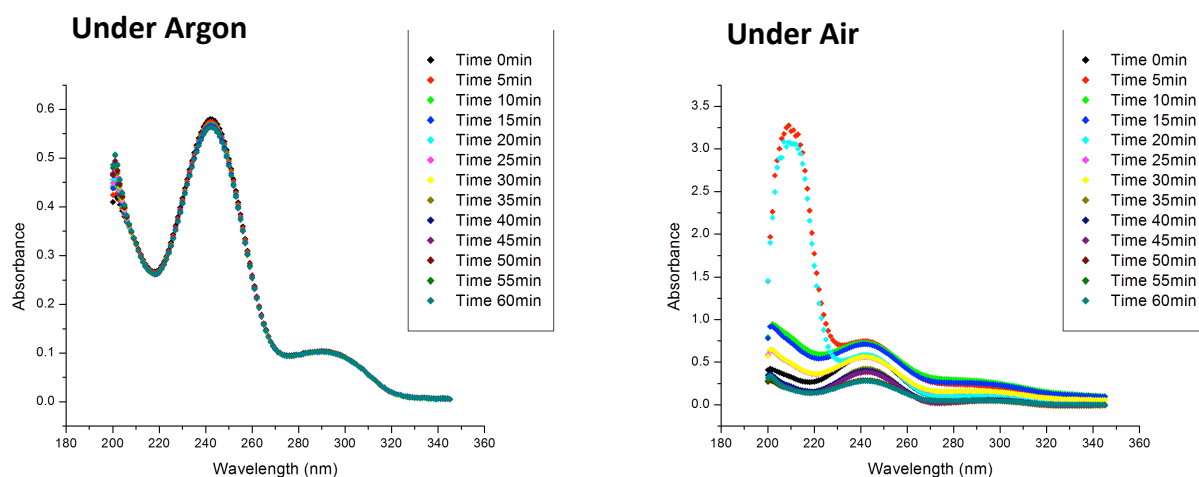 Under Argon
Time 0min
Time 5min
Time 10min
Time 15min
Time 20min
Time 25min
Time 30min
Time 35min
Time 40min
Time 45min
Time 50min
Time 55min
Time 60min
0.6
0.5
0.4
0.3
0.2
0.1
0.0
Absorbance
180 200 220 240 260 280 300 320 340 360
Wavelength (nm)
Under Air
Time 0min
Time 5min
Time 10min
Time 15min
Time 20min
Time 25min
Time 30min
Time 35min
Time 40min
Time 45min
Time 50min
Time 55min
Time 60min
3.5
3.0
2.5
2.0
1.5
1.0
0.5
0.0
Absorbance
180 200 220 240 260 280 300 320 340 360
Wavelength (nm)